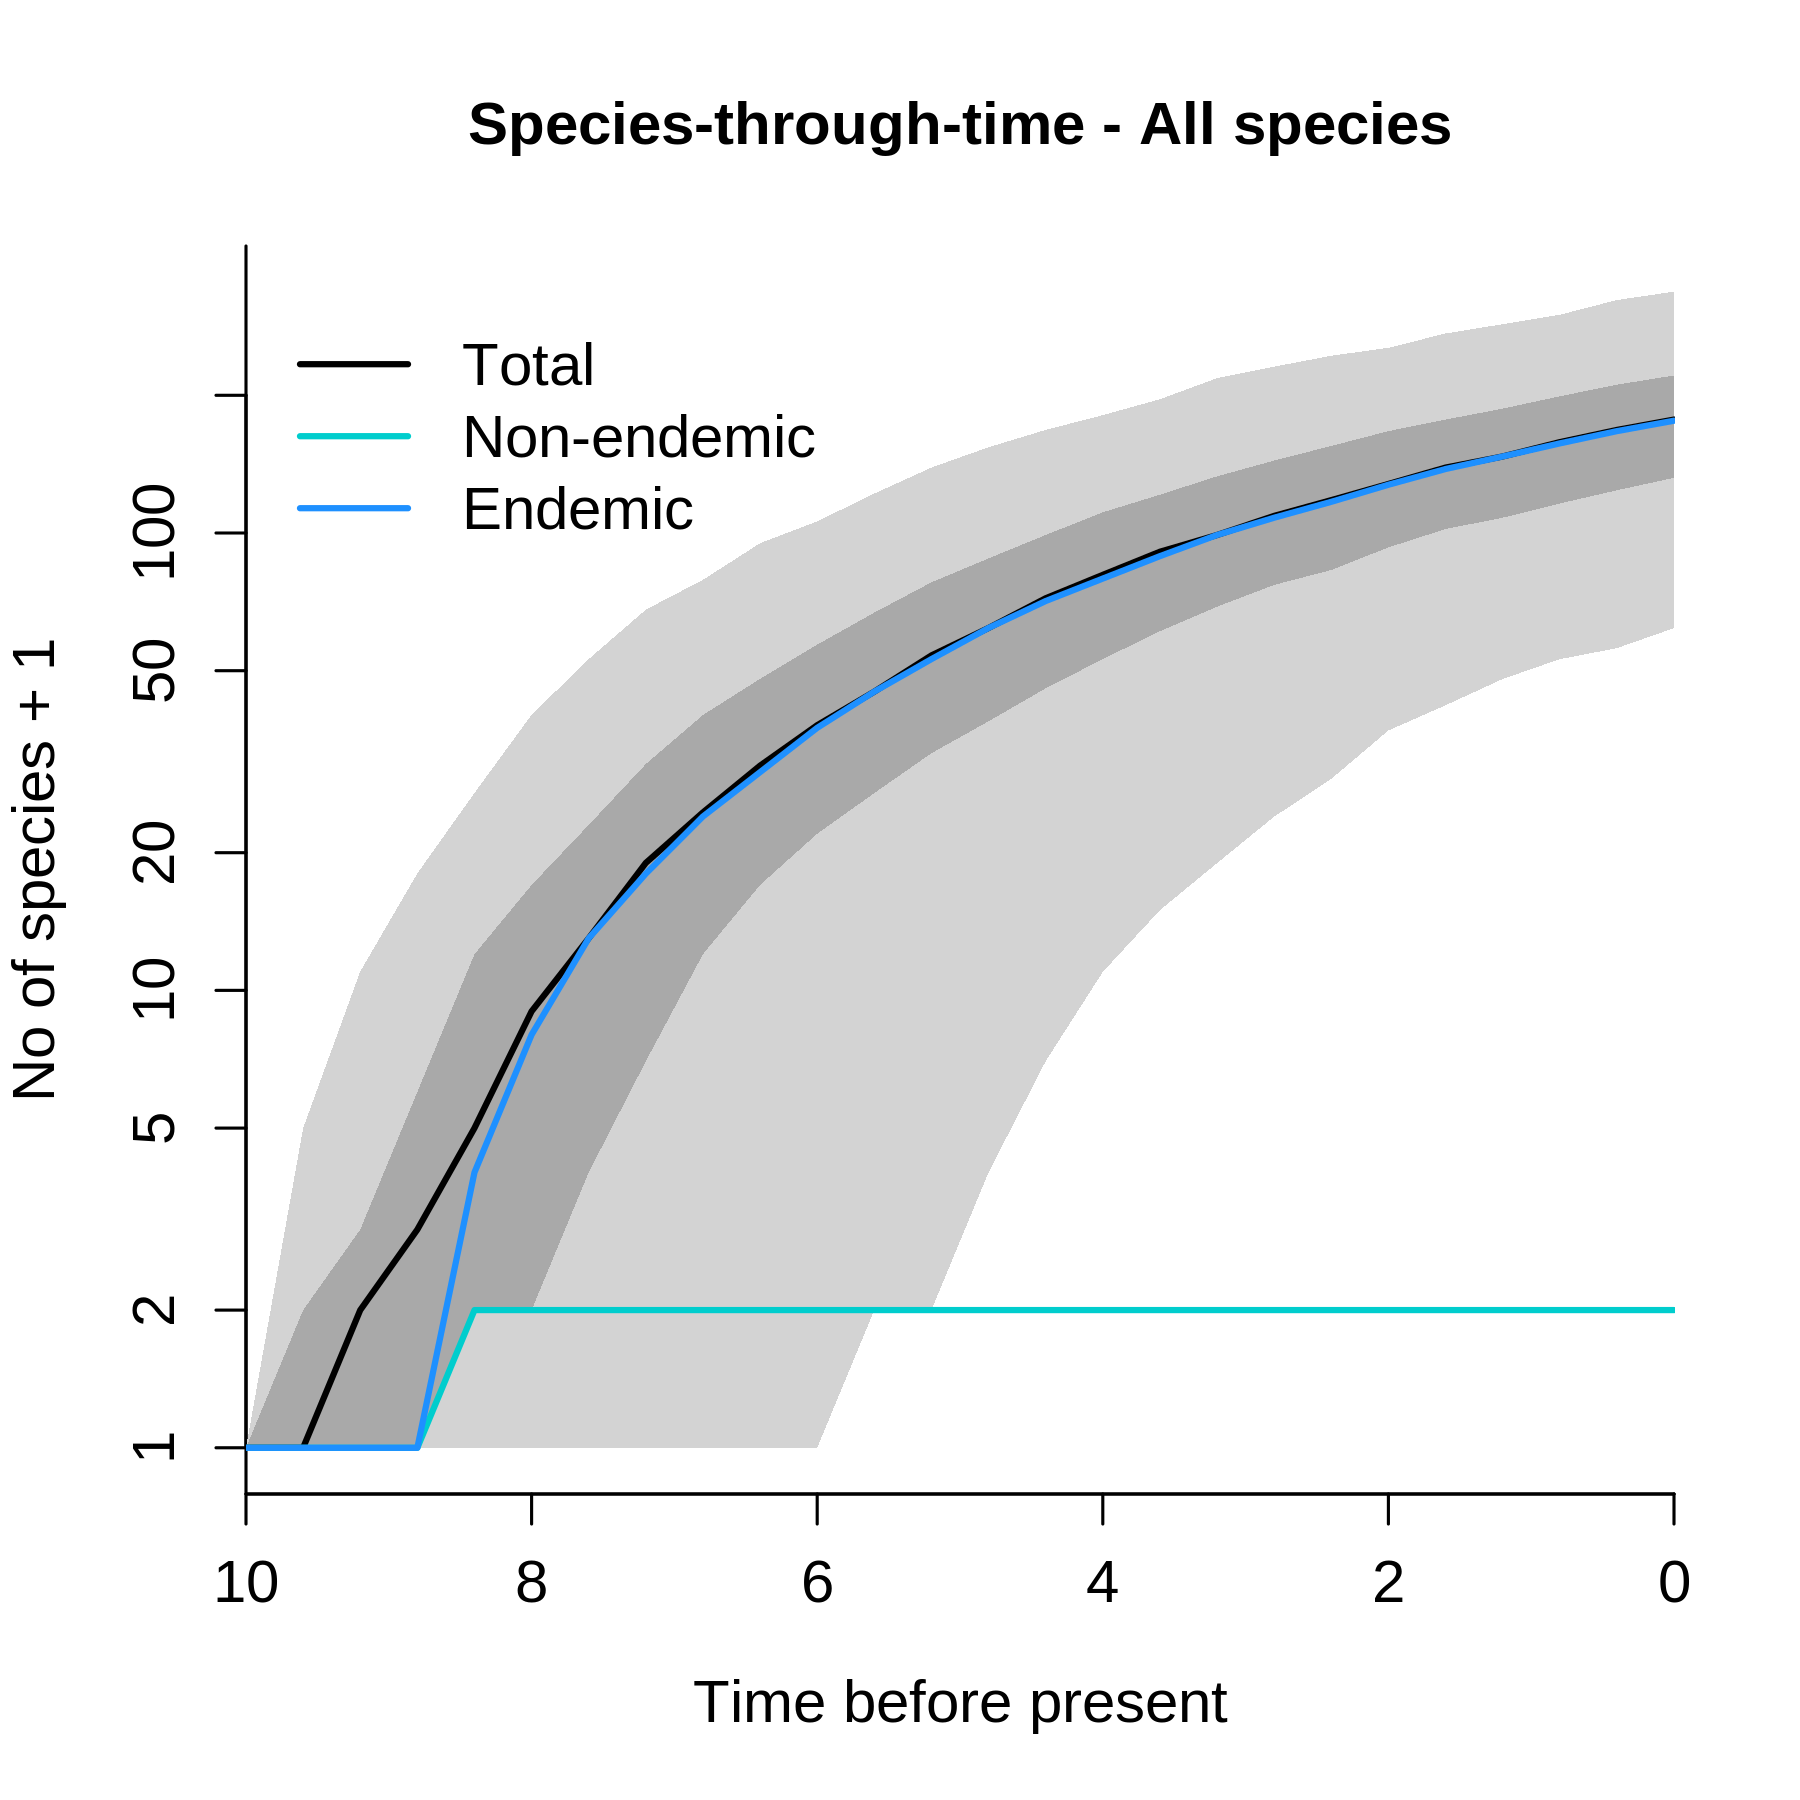 Species-through-time - All species
Total
Non-endemic
Endemic
No of species + 1
100
50
20
10
5
2
1
10 8 6 4 2 0
Time before present